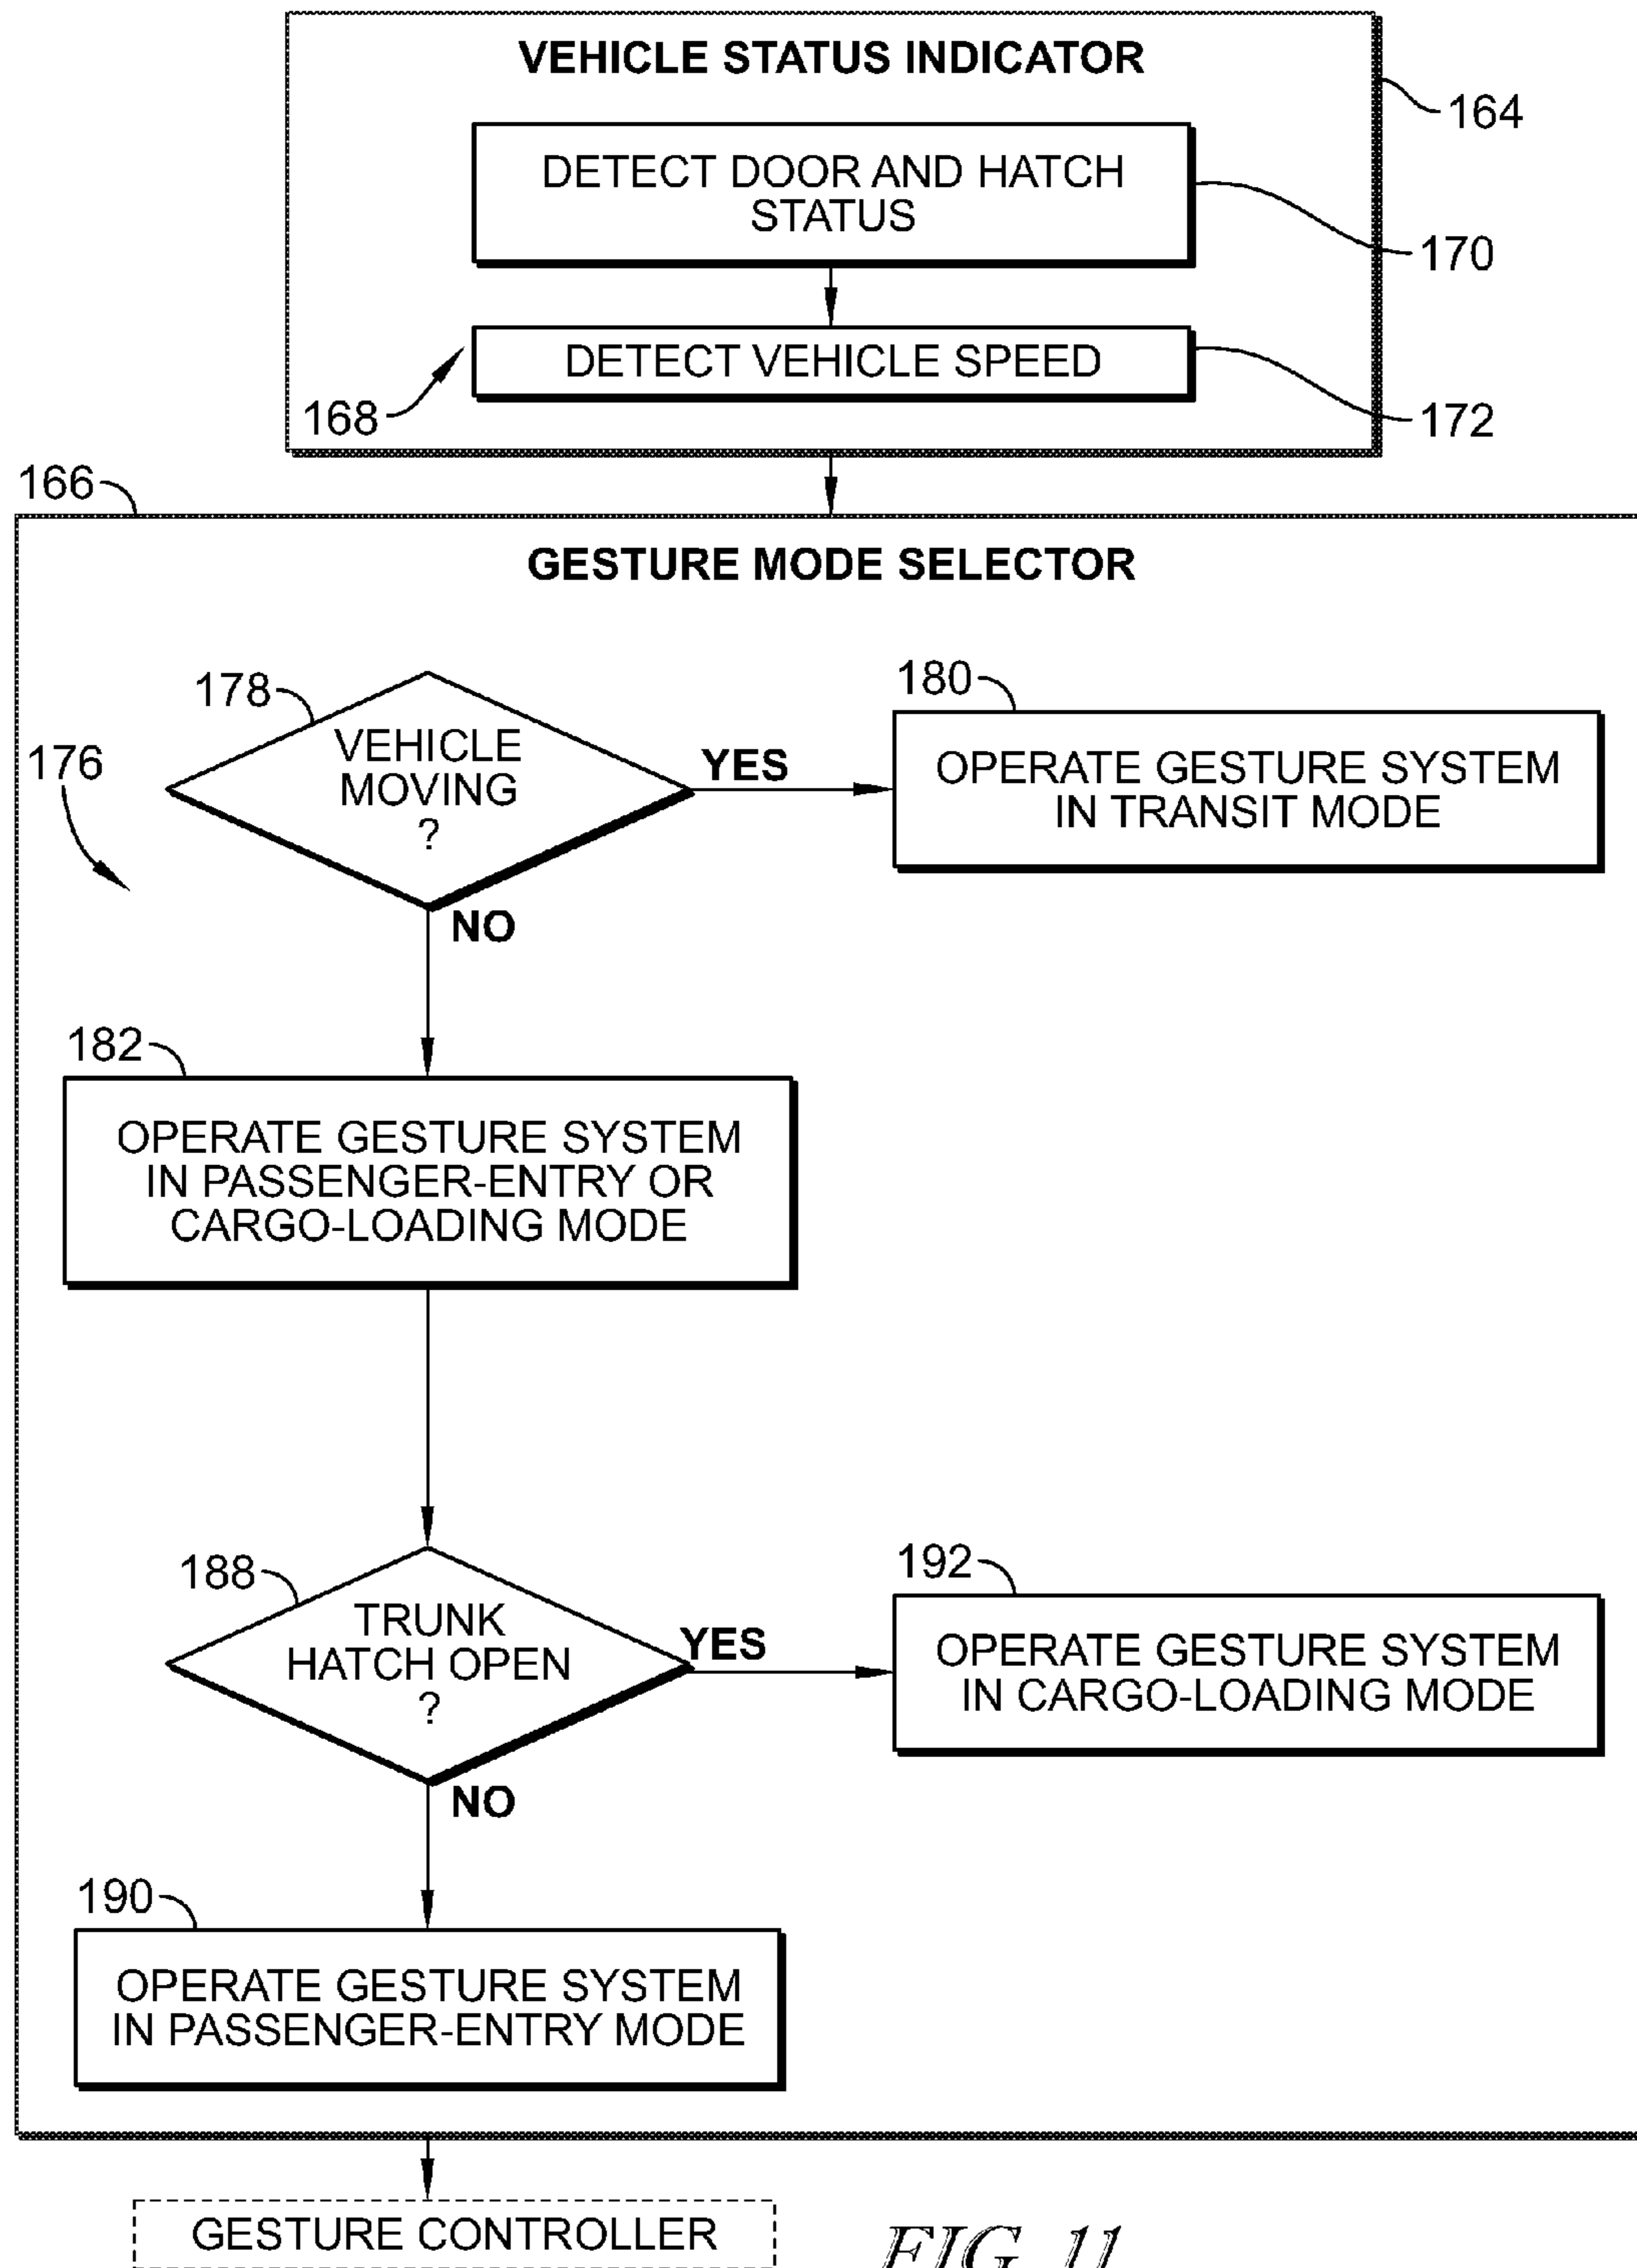 VEHICLE STATUS INDICATOR
164
DETECT DOOR AND HATCH
STATUS
170
DETECT VEHICLE SPEED
168
172
166
GESTURE MODE SELECTOR
178
180
VEHICLE
MOVING
?
YES
OPERATE GESTURE SYSTEM
IN TRANSIT MODE
176
NO
182
OPERATE GESTURE SYSTEM
IN PASSENGER-ENTRY OR
CARGO-LOADING MODE
188
192
TRUNK
HATCH OPEN
?
YES
OPERATE GESTURE SYSTEM
IN CARGO-LOADING MODE
NO
190
OPERATE GESTURE SYSTEM
IN PASSENGER-ENTRY MODE
GESTURE CONTROLLER
FIG. 11